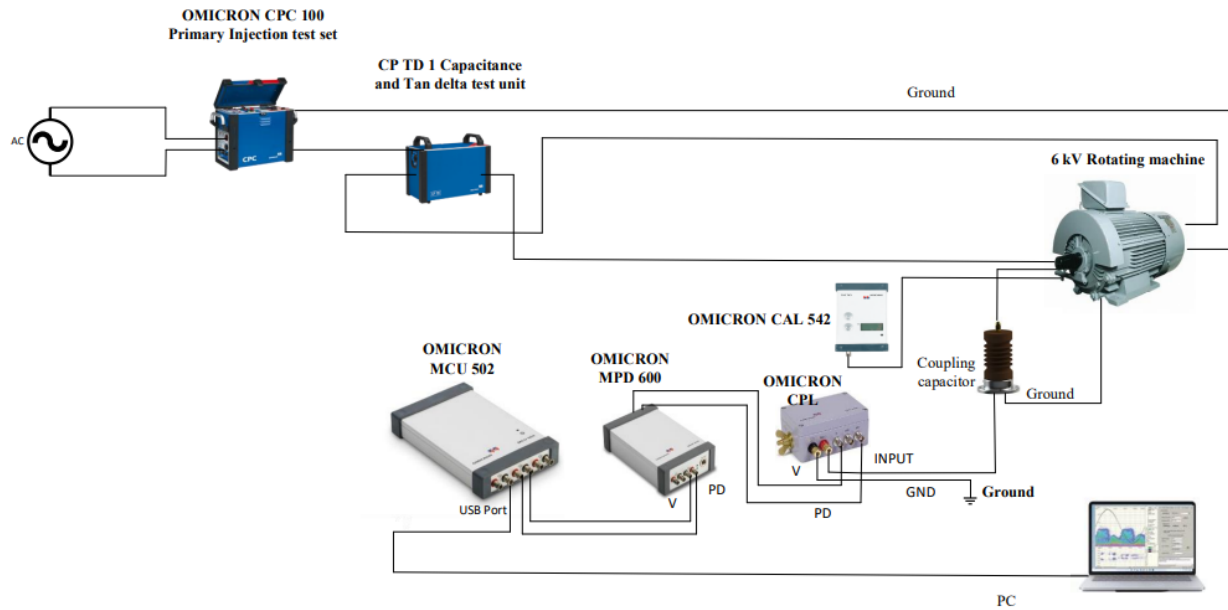 OMICRON CPC 100
Primary Injection test set
CP TD 1 Capacitance
and Tan delta test unit
Ground
AC
CPC
6 kV Rotating machine
OMICRON CAL 542
OMICRON
MCU 502
OMICRON
MPD 600
OMICRON
CPL
Coupling
capacitor
Ground
V
INPUT
PD
GND
Ground
USB Port
V
PD
PC